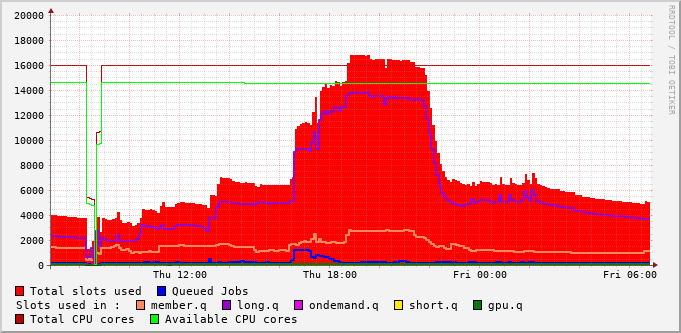 20000
18000
16000
14000
12000
10000
8000
6000
4000
2000
0
Thu 12:00 Thu 18:00 Fri 00:00 Fri 06:00
RRDTOOL / TOBI OETIKER
Total slots used Queued Jobs
Slots used in : member.q long.q ondemand.q short.q gpu.q
Total CPU cores Available CPU cores